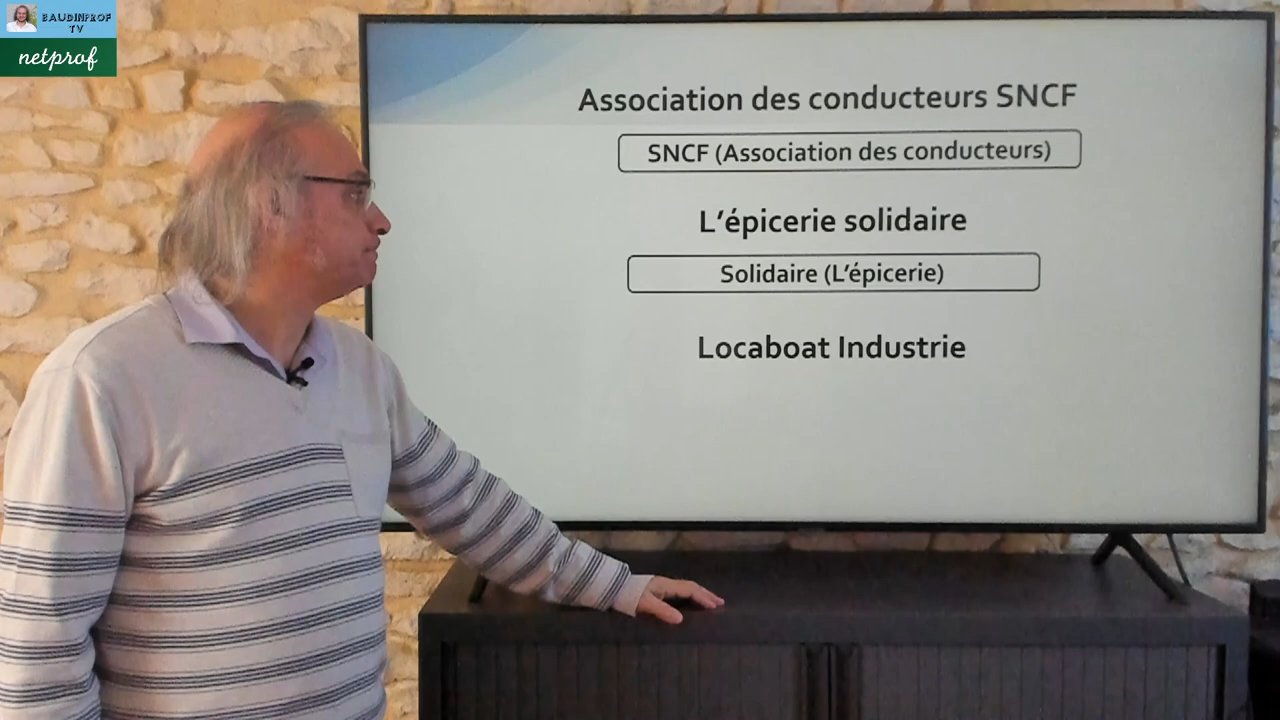 BAUDINPROF
TV
netprof
Association des conducteurs SNCF
SNCF (Association des conducteurs)
L'épicerie solidaire
Solidaire (L'épicerie)
Locaboat Industrie